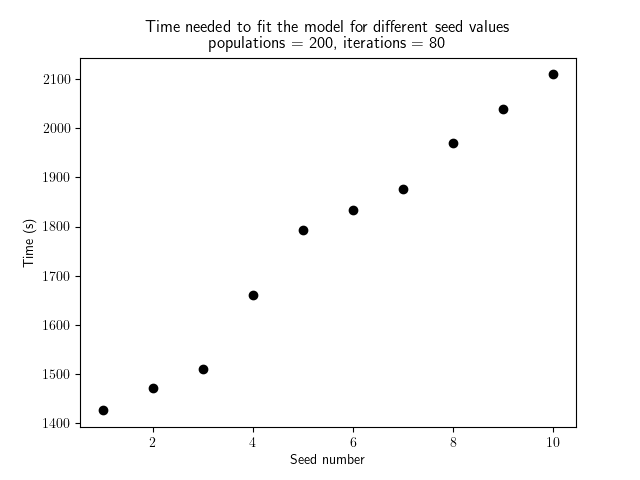 Time needed to fit the model for different seed values
populations = 200, iterations = 80
2100
2000
1900
1800
1700
1600
1500
1400
Time (s)
2 4 6 8 10
Seed number